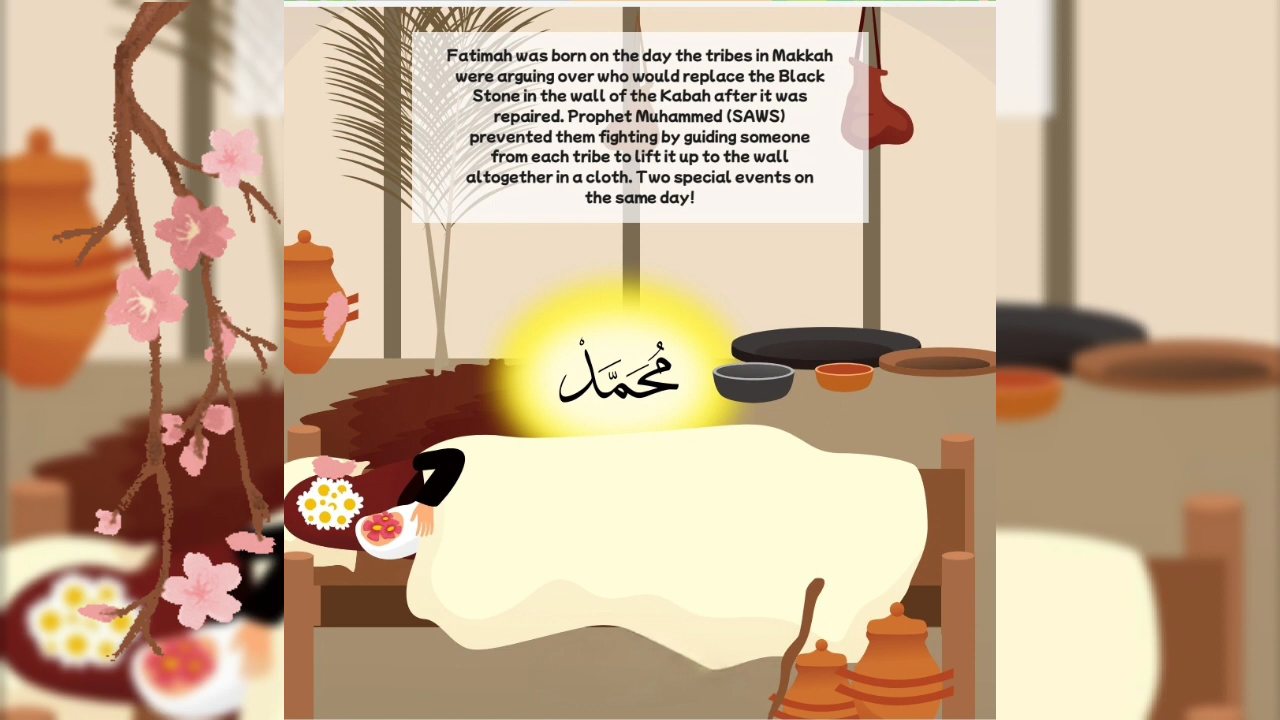 Fatimah was born on the day the tribes in Makkah
were arguing over who would replace the Black
Stone in the wall of the Kabah after it was
repaired. Prophet Muhammed (SAWS)
prevented them fighting by guiding someone
from each tribe to lift it up to the wall
altogether in a cloth. Two special events on
the same day!
مُحَمَّدْ